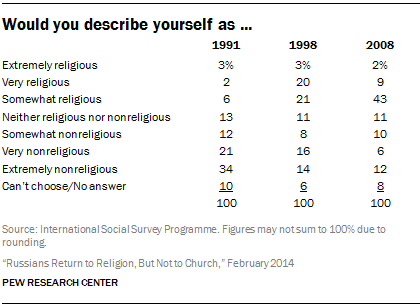 Would you describe yourself as ...
1991 1998 2008
Extremely religious 3% 3% 2%
Very religious 2 20 9
Somewhat religious 6 21 43
Neither religious nor nonreligious 13 11 11
Somewhat nonreligious 12 8 10
Very nonreligious 21 16 6
Extremely nonreligious 34 14 12
Can't choose/No answer 10 6 8
100 100 100
Source: International Social Survey Programme. Figures may not sum to 100% due to
rounding.
“Russians Return to Religion, But Not to Church,” February 2014
PEW RESEARCH CENTER